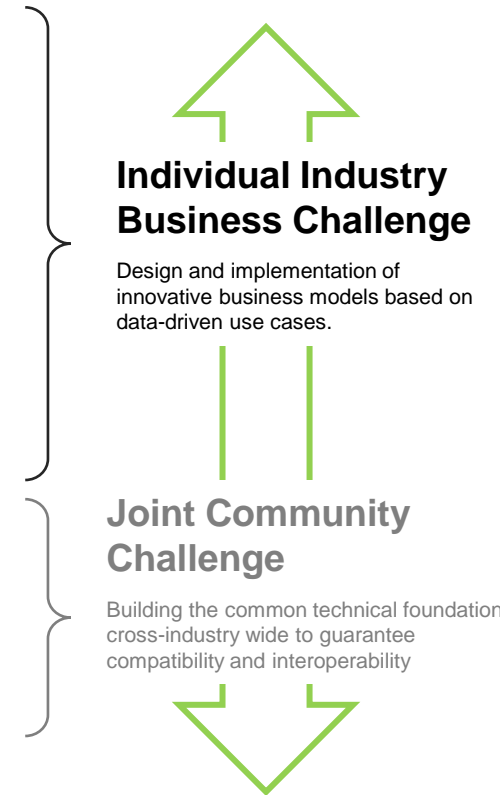 Individual Industry
Business Challenge
Design and implementation of
innovative business models based on
data-driven use cases.
Joint Community
Challenge
Building the common technical foundation
cross-industry wide to guarantee
compatibility and interoperability